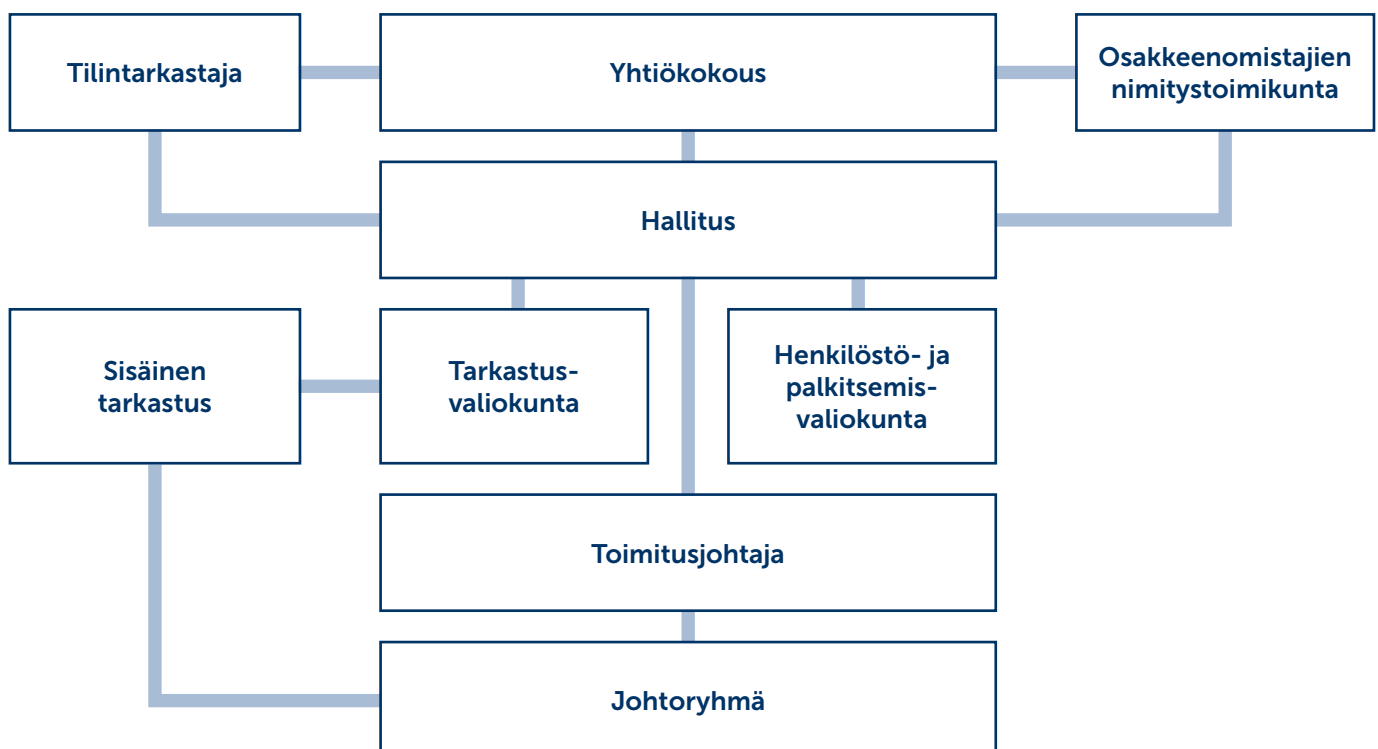 Tilintarkastaja
Yhtiökokous
Osakkeenomistajien
nimitystoimikunta
Hallitus
Sisäinen
tarkastus
Tarkastus-
valiokunta
Henkilöstö- ja
palkitsemis-
valiokunta
Toimitusjohtaja
Johtoryhmä